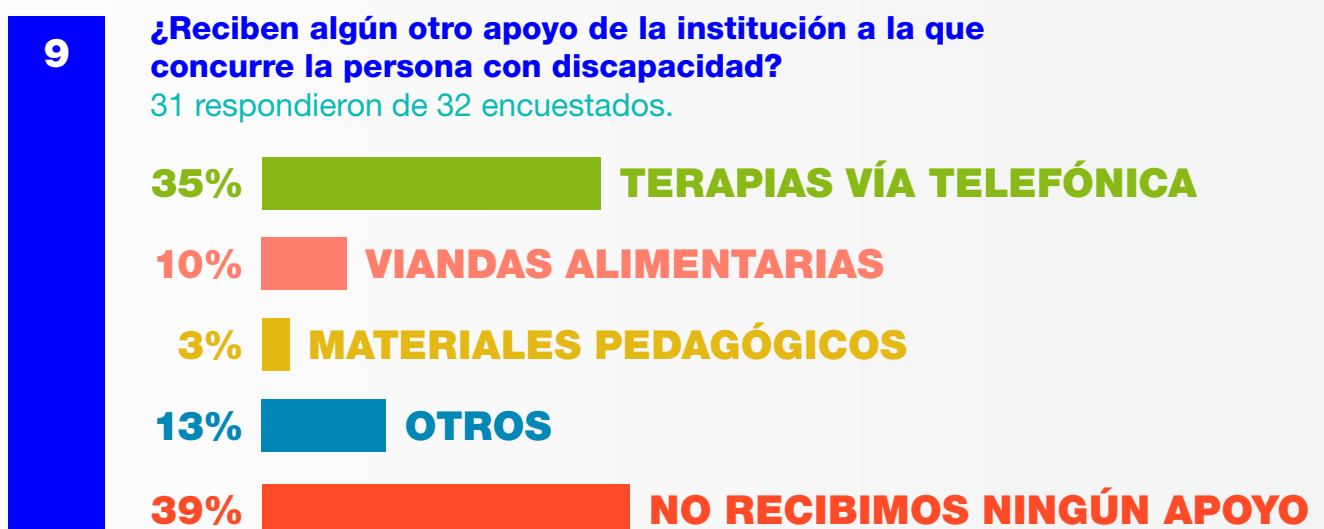 9
¿Reciben algún otro apoyo de la institución a la que
concurre la persona con discapacidad?
31 respondieron de 32 encuestados.
35% TERAPIAS VÍA TELEFÓNICA
10% VIANDAS ALIMENTARIAS
3% MATERIALES PEDAGÓGICOS
13% OTROS
39% NO RECIBIMOS NINGÚN APOYO